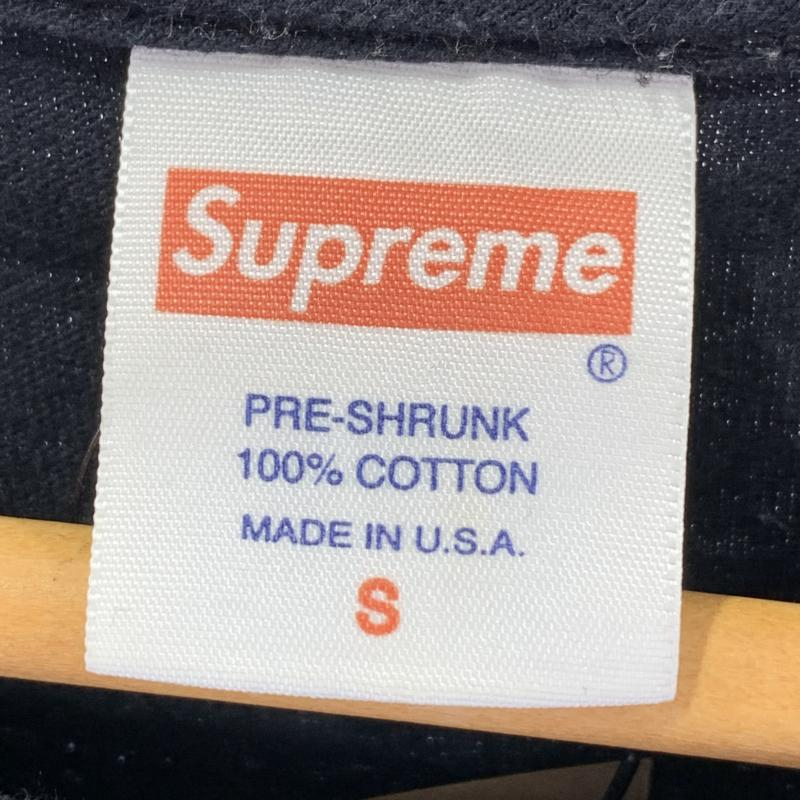 Supreme
®
PRE-SHRUNK
100% COTTON
MADE IN U.S.A.
S